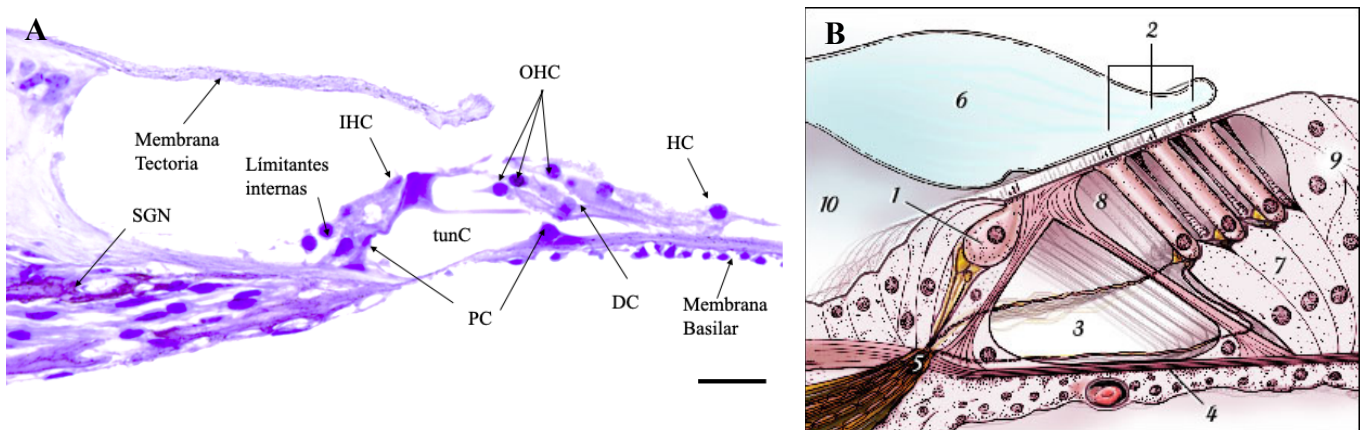 A
Membrana
Tectoria
IHC
OHC
HC
Límitantes
internas
SGN
tunC
PC
DC
Membrana
Basilar
B
2
6
9
1
10
8
7
3
5
4